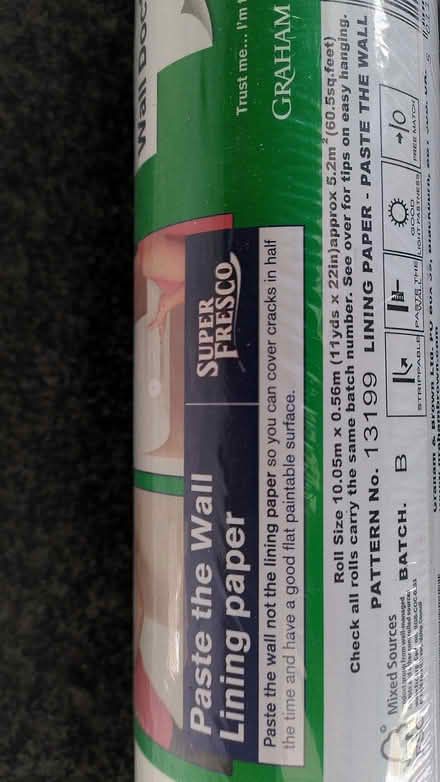 Wall Doc
Trust me... I'm
GRAHAM
SUPER
FRESCO
Paste the Wall
Lining paper
Paste the wall not the lining paper so you can cover cracks in half
the time and have a good flat paintable surface.
Roll Size 10.05m x 0.56m (11yds x 22in)approx 5.2m²(60.5sq.feet)
Check all rolls carry the same batch number. See over for tips on easy hanging.
PATTERN No. 13199 LINING PAPER - PASTE THE WALL
BATCH. B
STRIPPABLE
PASTE THE
GOOD
LIGHT FASTNESS
FREE MATCH
Mixed Sources